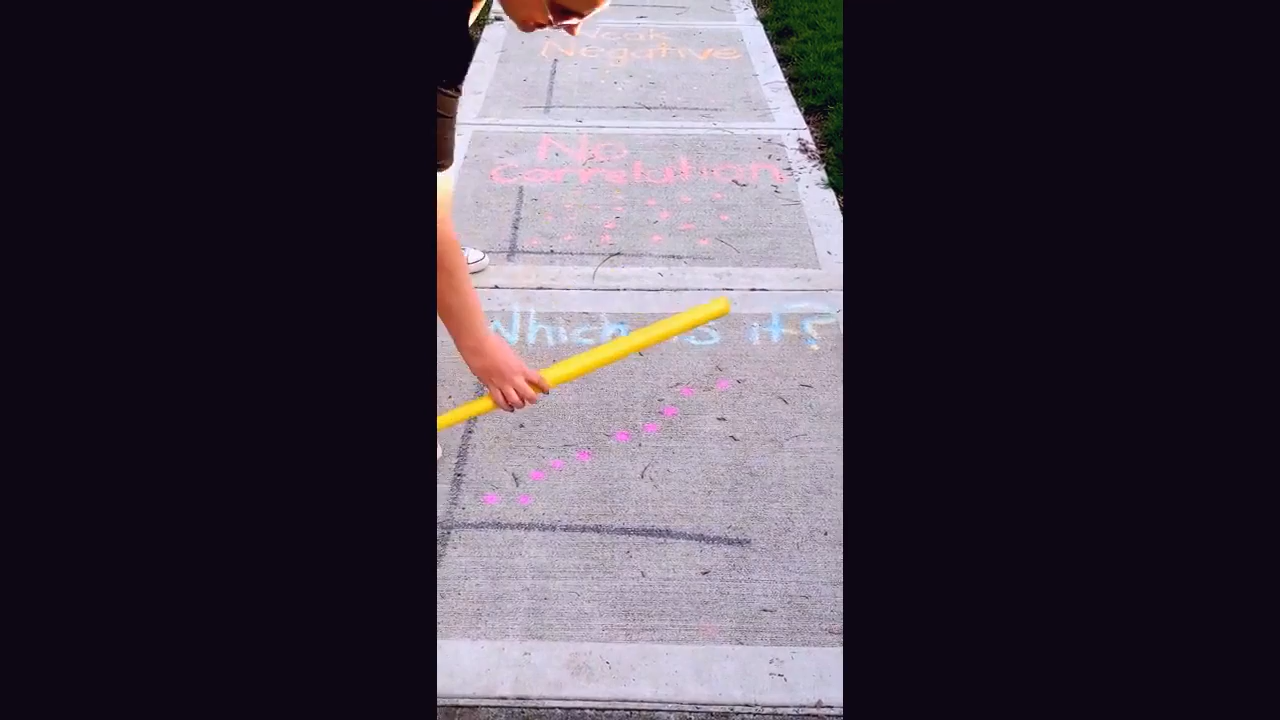 Weak
Negative
No
Correlation
Which is it?